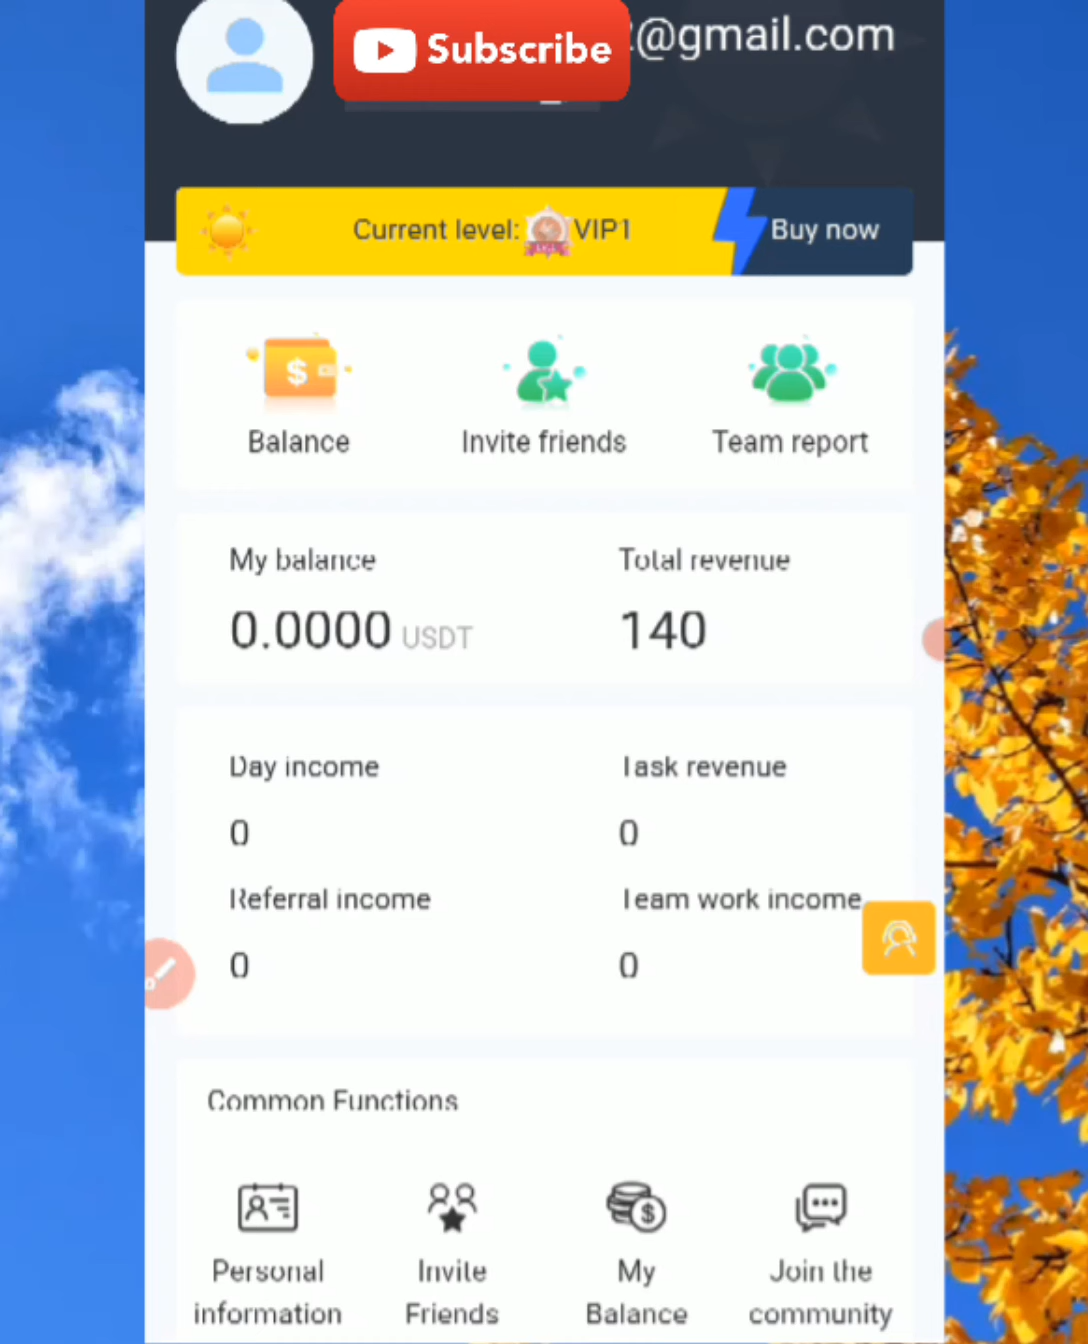 Subscribe
@gmail.com
Current level: VIP1
Buy now
Balance
Invite friends
Team report
My balance
Total revenue
0.0000 USDT
140
Day income
Task revenue
0
0
Referral income
Team work income
0
0
Common Functions
Personal information
Invite Friends
My Balance
Join the community